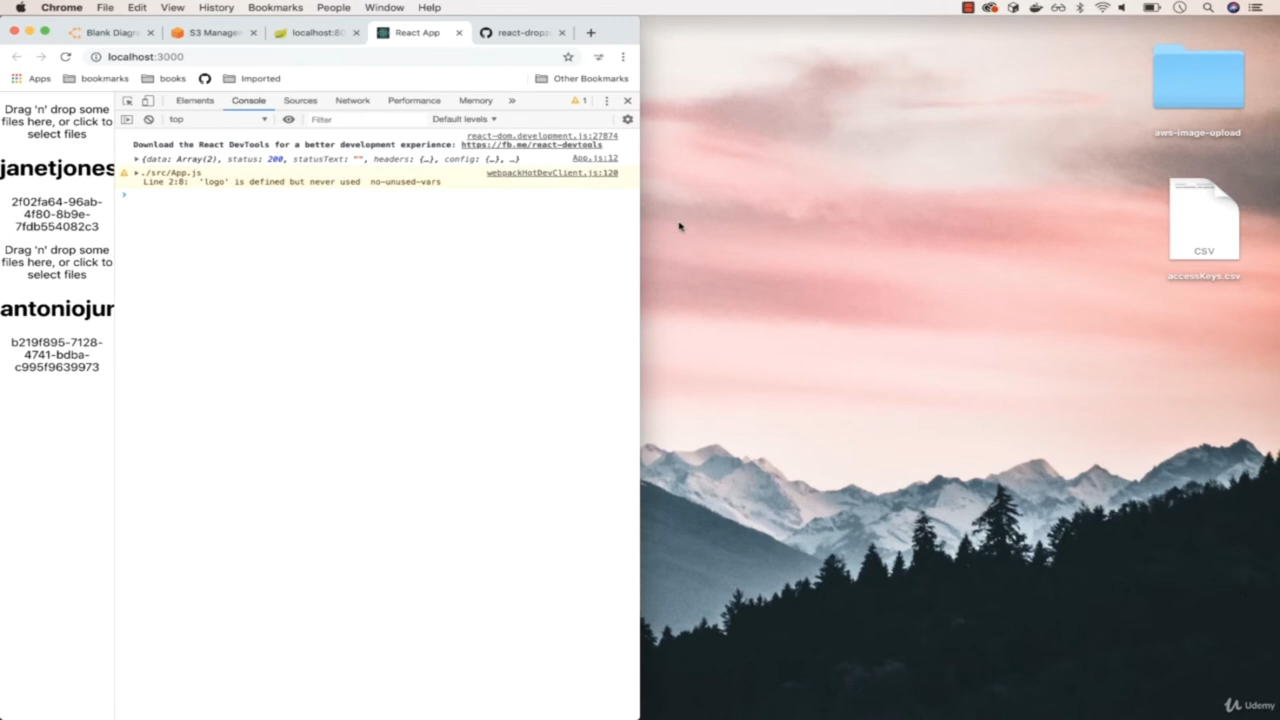 Chrome File Edit View History Bookmarks People Window Help
Blank Diagr
S3 Manage
localhost:80
React App
react-dropz
localhost:3000
Apps bookmarks books Imported Other Bookmarks
Elements Console Sources Network Performance Memory » 1
top Filter Default levels
react-dom.development.js:27874
Download the React DevTools for a better development experience: https://fb.me/react-devtools
{data: Array(2), status: 200, statusText: "", headers: {…}, config: {…}, …} App.js:12
./src/App.js webpackHotDevClient.js:120
Line 2:8: 'logo' is defined but never used no-unused-vars
Drag 'n' drop some
files here, or click to
select files
janetjones
2f02fa64-96ab-
4f80-8b9e-
7fdb554082c3
Drag 'n' drop some
files here, or click to
select files
antoniojur
b219f895-7128-
4741-bdba-
c995f9639973
aws-image-upload
CSV
accessKeys.csv
Udemy